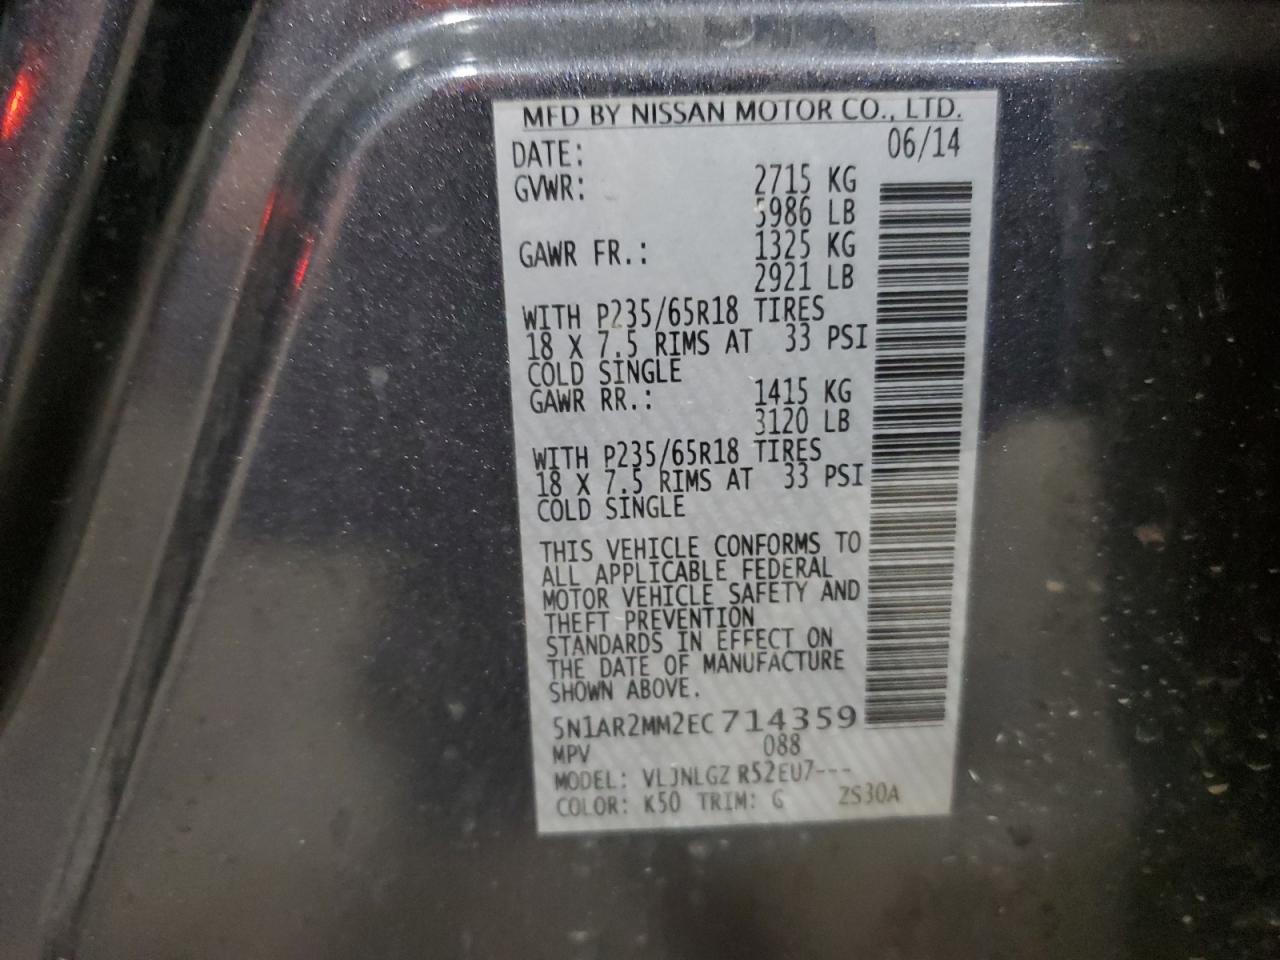 MFD BY NISSAN MOTOR CO., LTD.
DATE: 06/14
GVWR: 2715 KG
5986 LB
GAWR FR.: 1325 KG
2921 LB
WITH P235/65R18 TIRES
18 X 7.5 RIMS AT 33 PSI
COLD SINGLE
GAWR RR.: 1415 KG
3120 LB
WITH P235/65R18 TIRES
18 X 7.5 RIMS AT 33 PSI
COLD SINGLE
THIS VEHICLE CONFORMS TO
ALL APPLICABLE FEDERAL
MOTOR VEHICLE SAFETY AND
THEFT PREVENTION
STANDARDS IN EFFECT ON
THE DATE OF MANUFACTURE
SHOWN ABOVE.
5N1AR2MM2EC714359
MPV 088
MODEL: VLJNLGZ R52EU7---
COLOR: K50 TRIM: G ZS30A